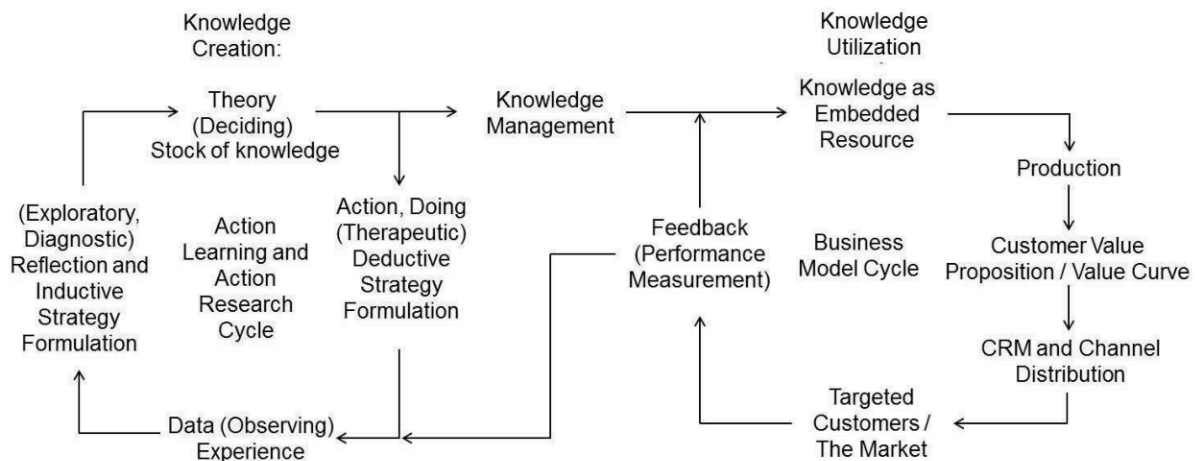 Knowledge
Creation:
Knowledge
Utilization
Theory
(Deciding)
Stock of knowledge
Knowledge
Management
Knowledge as
Embedded
Resource
Production
(Exploratory,
Diagnostic)
Reflection and
Inductive
Strategy
Formulation
Action
Learning and
Action
Research
Cycle
Action, Doing
(Therapeutic)
Deductive
Strategy
Formulation
Feedback
(Performance
Measurement)
Business
Model Cycle
Customer Value
Proposition / Value Curve
CRM and Channel
Distribution
Data (Observing)
Experience
Targeted
Customers /
The Market